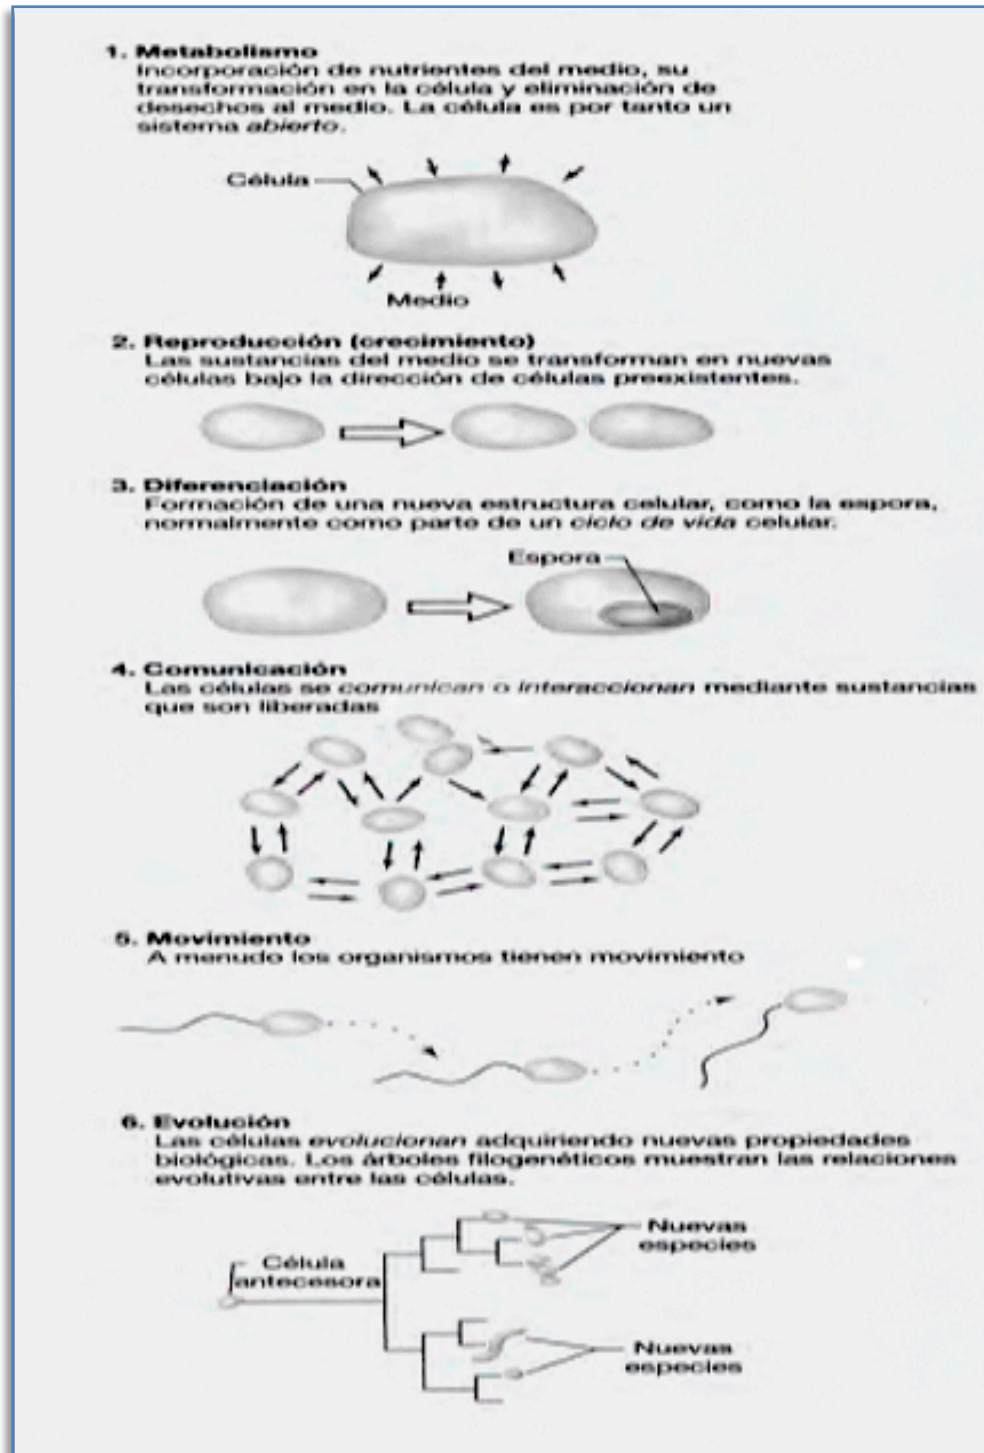 1. Metabolismo
Incorporación de nutrientes del medio, su
transformación en la célula y eliminación de
desechos al medio. La célula es por tanto un
sistema abierto.
Célula
Medio
2. Reproducción (crecimiento)
Las sustancias del medio se transforman en nuevas
células bajo la dirección de células preexistentes.
3. Diferenciación
Formación de una nueva estructura celular, como la espora,
normalmente como parte de un ciclo de vida celular.
Espora
4. Comunicación
Las células se comunican o interaccionan mediante sustancias
que son liberadas
5. Movimiento
A menudo los organismos tienen movimiento
6. Evolución
Las células evolucionan adquiriendo nuevas propiedades
biológicas. Los árboles filogenéticos muestran las relaciones
evolutivas entre las células.
Nuevas
especies
Célula
antecesora
Nuevas
especies